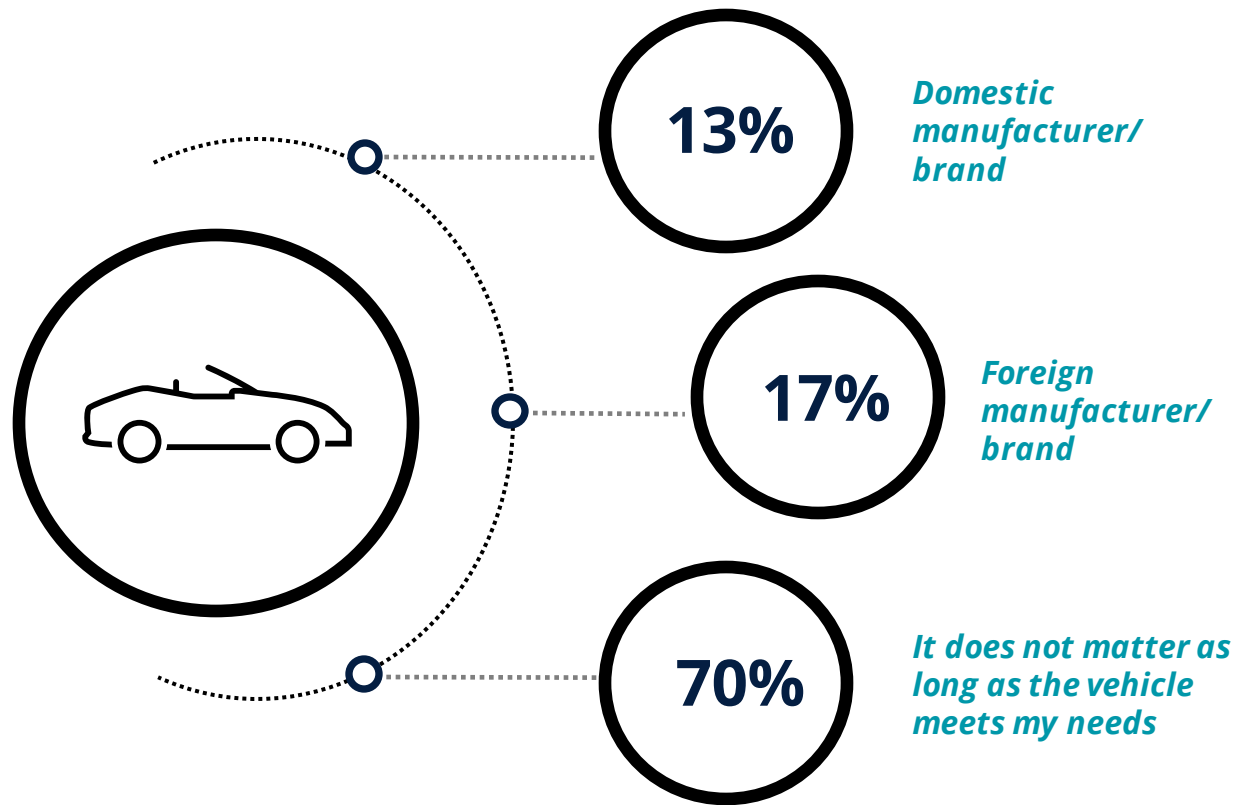 13%
Domestic
manufacturer/
brand
17%
Foreign
manufacturer/
brand
70%
It does not matter as
long as the vehicle
meets my needs